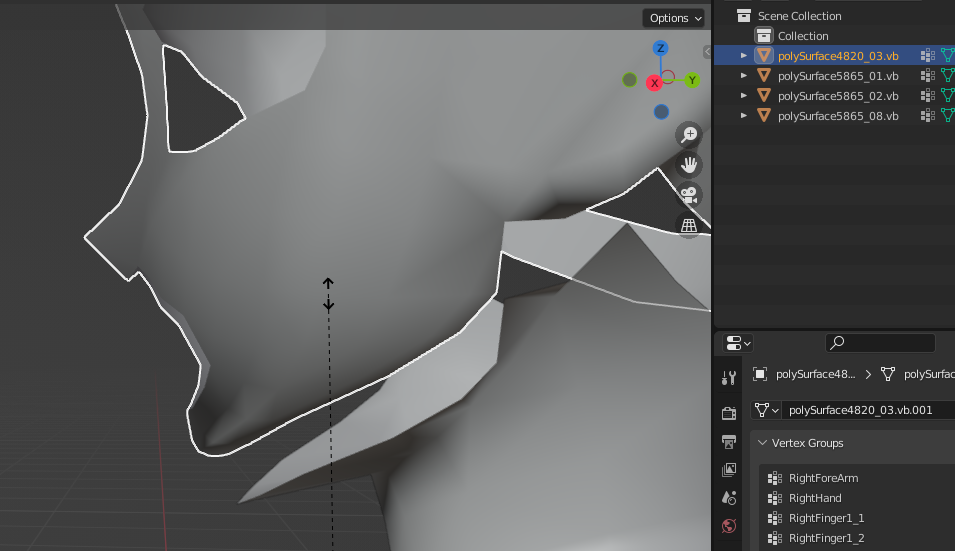 Options
Z
Y
X
Scene Collection
Collection
polySurface4820_03.vb
polySurface5865_01.vb
polySurface5865_02.vb
polySurface5865_08.vb
polySurface48...
polySurfac
polySurface4820_03.vb.001
Vertex Groups
RightForeArm
RightHand
RightFinger1_1
RightFinger1_2